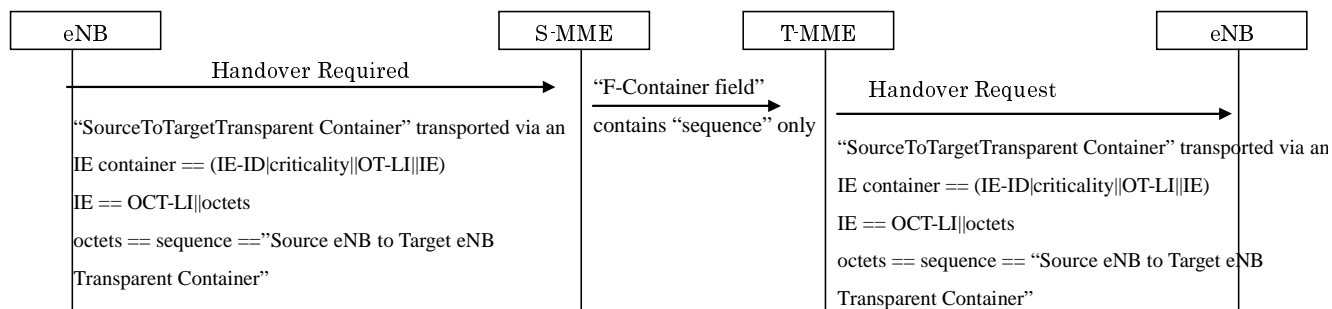 eNB
S-MME
T-MME
eNB
Handover Required
“SourceToTargetTransparent Container” transported via an
IE container == (IE-ID|criticality||OT-LI||IE)
IE == OCT-LI||octets
octets == sequence ==”Source eNB to Target eNB
Transparent Container”
“F-Container field”
contains “sequence” only
Handover Request
“SourceToTargetTransparent Container” transported via an
IE container == (IE-ID|criticality||OT-LI||IE)
IE == OCT-LI||octets
octets == sequence == “Source eNB to Target eNB
Transparent Container”